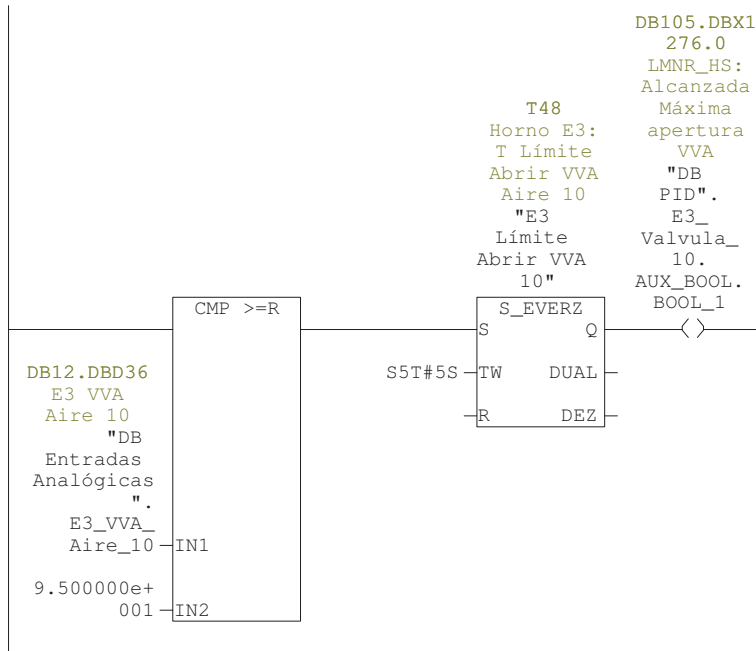 DB105.DBX1
276.0
LMNR_HS:
Alcanzada
Máxima
apertura
VVA
"DB
PID".
E3_
Valvula_
10.
AUX_BOOL.
BOOL_1
T48
Horno E3:
T Límite
Abrir VVA
Aire 10
"E3
Límite
Abrir VVA
10"
CMP >=R
S_EVERZ
S Q
S5T#5S TW DUAL
R DEZ
DB12.DBD36
E3 VVA
Aire 10
"DB
Entradas
Analógicas
".
E3_VVA_
Aire_10 IN1
9.500000e+
001 IN2